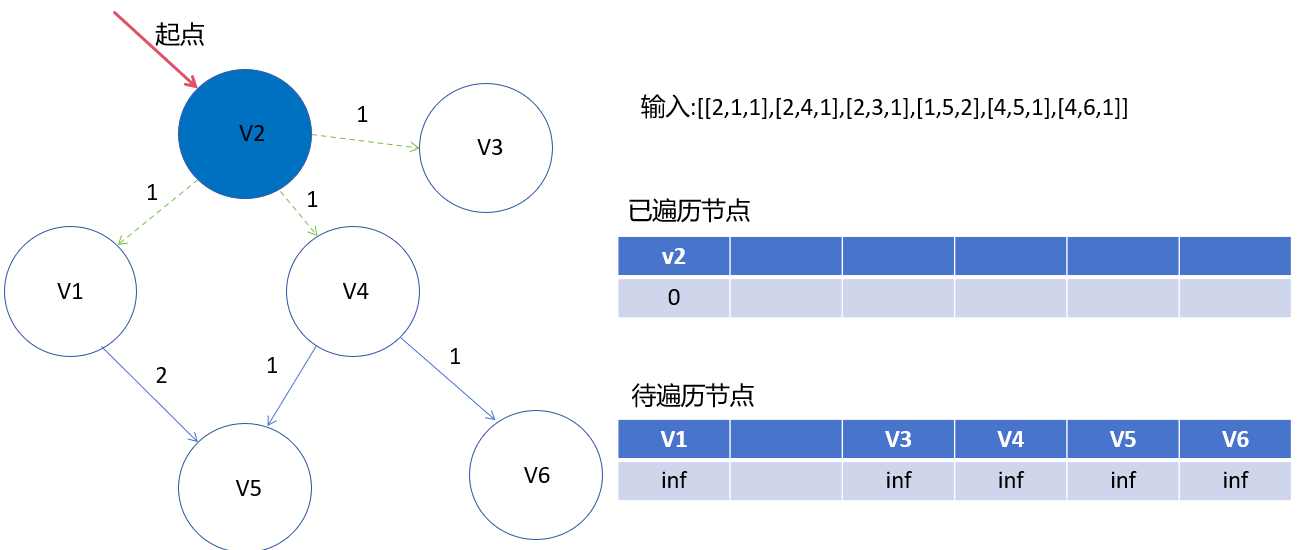 起点
V2
1
V3
1
1
V1
V4
2
1
1
V5
V6
输入:[[2,1,1],[2,4,1],[2,3,1],[1,5,2],[4,5,1],[4,6,1]]
已遍历节点
v2
0
待遍历节点
V1 V3 V4 V5 V6
inf inf inf inf inf